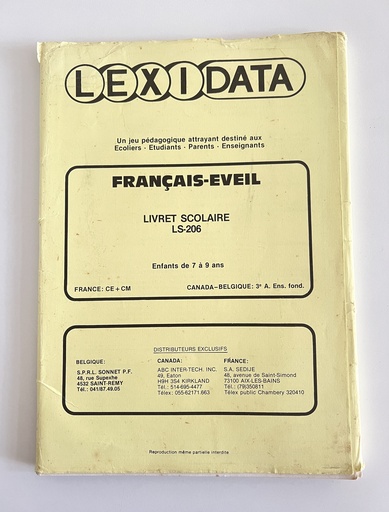 LEXIDATA
Un jeu pédagogique attrayant destiné aux
Ecoliers - Etudiants - Parents - Enseignants
FRANÇAIS-EVEIL
LIVRET SCOLAIRE
LS-206
Enfants de 7 à 9 ans
FRANCE: CE + CM CANADA-BELGIQUE: 3e A. Ens. fond.
DISTRIBUTEURS EXCLUSIFS
BELGIQUE: CANADA: FRANCE:
S.P.R.L. SONNET P.F. ABC INTER-TECH. INC. S.A. SEDIJE
48, rue Supexhe 49, Eaton 48, avenue de Saint-Simond
4532 SAINT-REMY H9H 3S4 KIRKLAND 73100 AIX-LES-BAINS
Tél.: 041/87.49.05 Tél.: 514-695-4477 Tél.: (79)350811
Télex: 055-62171.663 Télex public Chambery 320410
Reproduction même partielle interdite